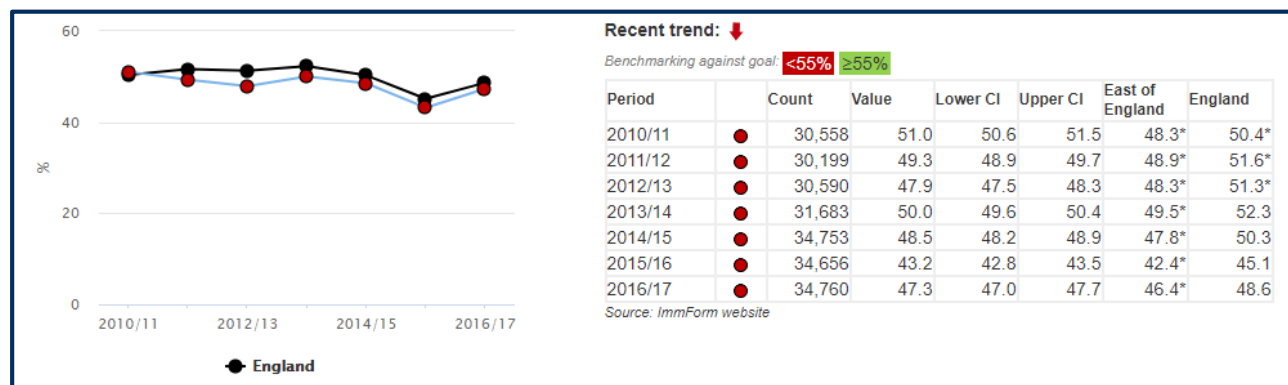 60
40
20
0
%
2010/11 2012/13 2014/15 2016/17
England
Recent trend:
Benchmarking against goal: <55% ≥55%
Period Count Value Lower CI Upper CI East of England England
2010/11 30,558 51.0 50.6 51.5 48.3* 50.4*
2011/12 30,199 49.3 48.9 49.7 48.9* 51.6*
2012/13 30,590 47.9 47.5 48.3 48.3* 51.3*
2013/14 31,683 50.0 49.6 50.4 49.5* 52.3
2014/15 34,753 48.5 48.2 48.9 47.8* 50.3
2015/16 34,656 43.2 42.8 43.5 42.4* 45.1
2016/17 34,760 47.3 47.0 47.7 46.4* 48.6
Source: ImmForm website